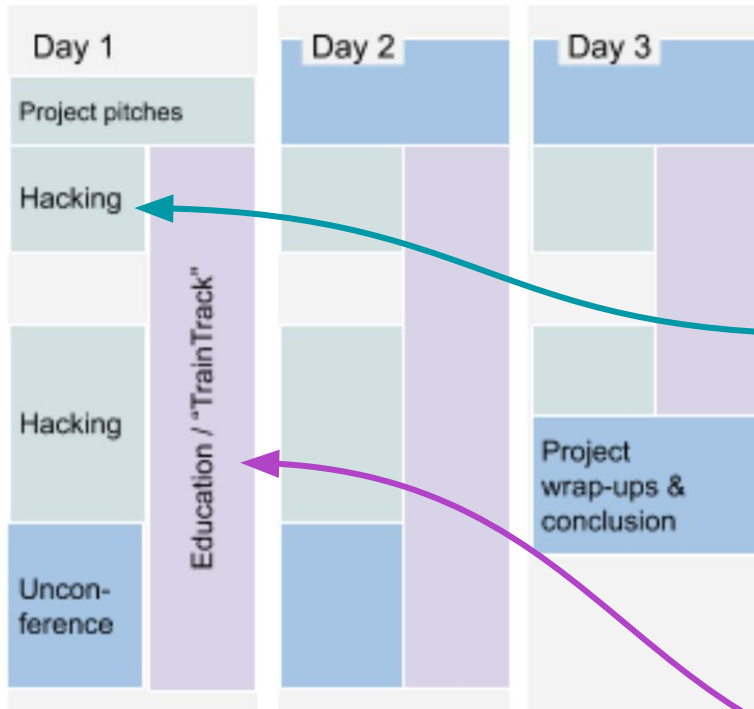 Day 1
Day 2
Day 3
Project pitches
Hacking
Education / "TrainTrack"
Hacking
Project
wrap-ups &
conclusion
Uncon-
ference